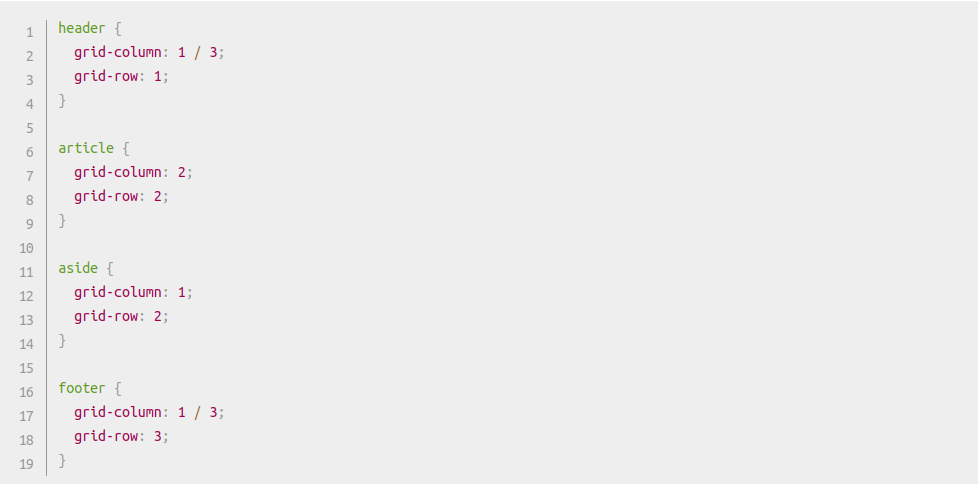 1 header {
2   grid-column: 1 / 3;
3   grid-row: 1;
4 }
5
6 article {
7   grid-column: 2;
8   grid-row: 2;
9 }
10
11 aside {
12   grid-column: 1;
13   grid-row: 2;
14 }
15
16 footer {
17   grid-column: 1 / 3;
18   grid-row: 3;
19 }